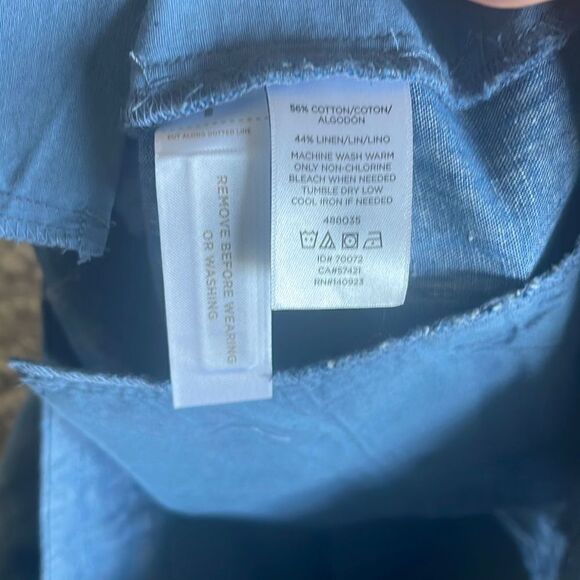 56% COTTON/COTON/
ALGODÓN
44% LINEN/LIN/LINO
MACHINE WASH WARM
ONLY NON-CHLORINE
BLEACH WHEN NEEDED
TUMBLE DRY LOW
COOL IRON IF NEEDED
488035
ID# 70072
CA#57421
RN#140923
CUT ALONG DOTTED LINE
REMOVE BEFORE WEARING
OR WASHING